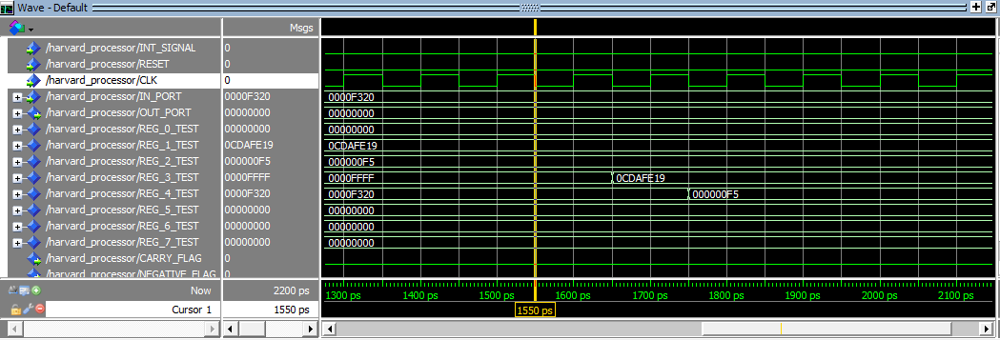 Wave - Default
Msgs
/harvard_processor/INT_SIGNAL 0
/harvard_processor/RESET 0
/harvard_processor/CLK 0
/harvard_processor/IN_PORT 0000F320 0000F320
/harvard_processor/OUT_PORT 00000000 00000000
/harvard_processor/REG_0_TEST 00000000 00000000
/harvard_processor/REG_1_TEST 0CDAFE19 0CDAFE19
/harvard_processor/REG_2_TEST 000000F5 000000F5
/harvard_processor/REG_3_TEST 0000FFFF 0000FFFF 0CDAFE19
/harvard_processor/REG_4_TEST 0000F320 0000F320 000000F5
/harvard_processor/REG_5_TEST 00000000 00000000
/harvard_processor/REG_6_TEST 00000000 00000000
/harvard_processor/REG_7_TEST 00000000 00000000
/harvard_processor/CARRY_FLAG 0
/harvard_processor/NEGATIVE_FLAG 0
Now 2200 ps 1300 ps 1400 ps 1500 ps 1600 ps 1700 ps 1800 ps 1900 ps 2000 ps 2100 ps
Cursor 1 1550 ps 1550 ps